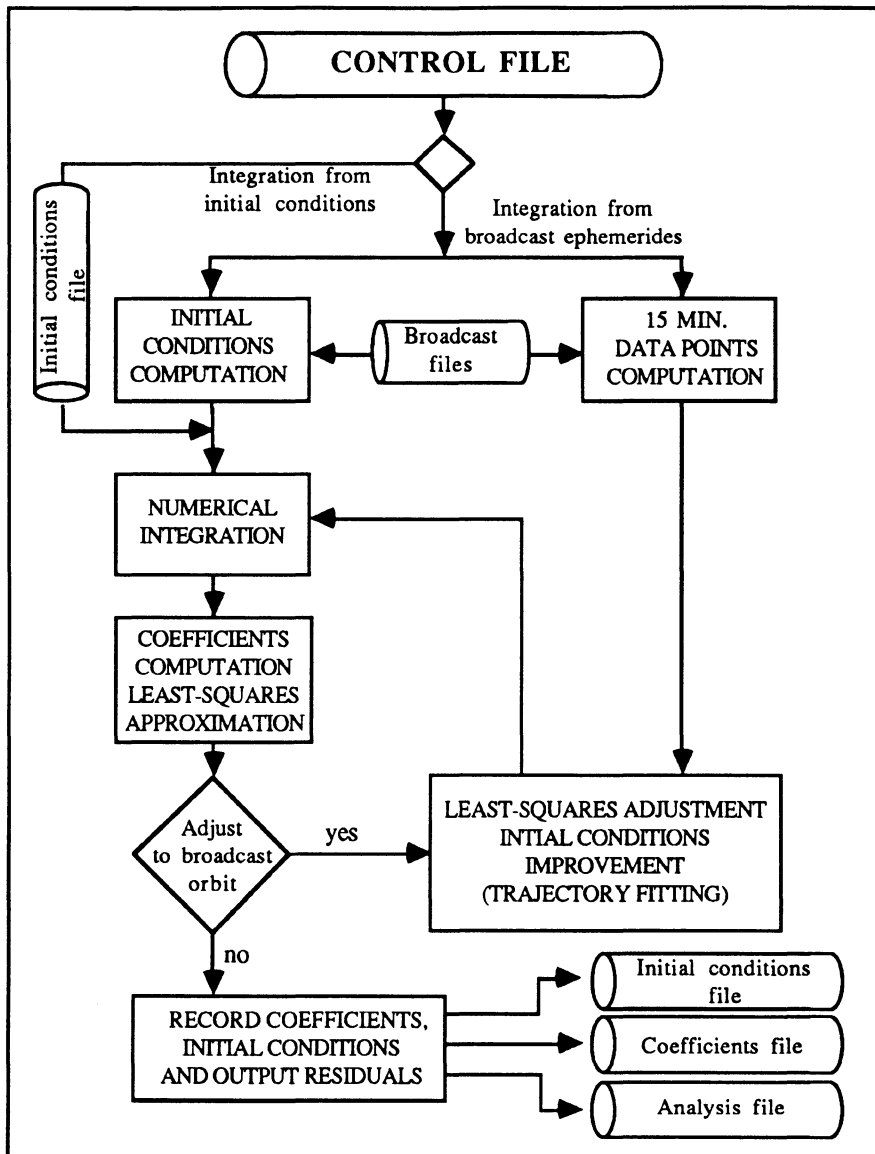 CONTROL FILE
Integration from
initial conditions
Integration from
broadcast ephemerides
Initial conditions
file
INITIAL
CONDITIONS
COMPUTATION
Broadcast
files
15 MIN.
DATA POINTS
COMPUTATION
NUMERICAL
INTEGRATION
COEFFICIENTS
COMPUTATION
LEAST-SQUARES
APPROXIMATION
Adjust
to broadcast
orbit
yes
LEAST-SQUARES ADJUSTMENT
INTIAL CONDITIONS
IMPROVEMENT
(TRAJECTORY FITTING)
no
RECORD COEFFICIENTS,
INITIAL CONDITIONS
AND OUTPUT RESIDUALS
Initial conditions
file
Coefficients file
Analysis file